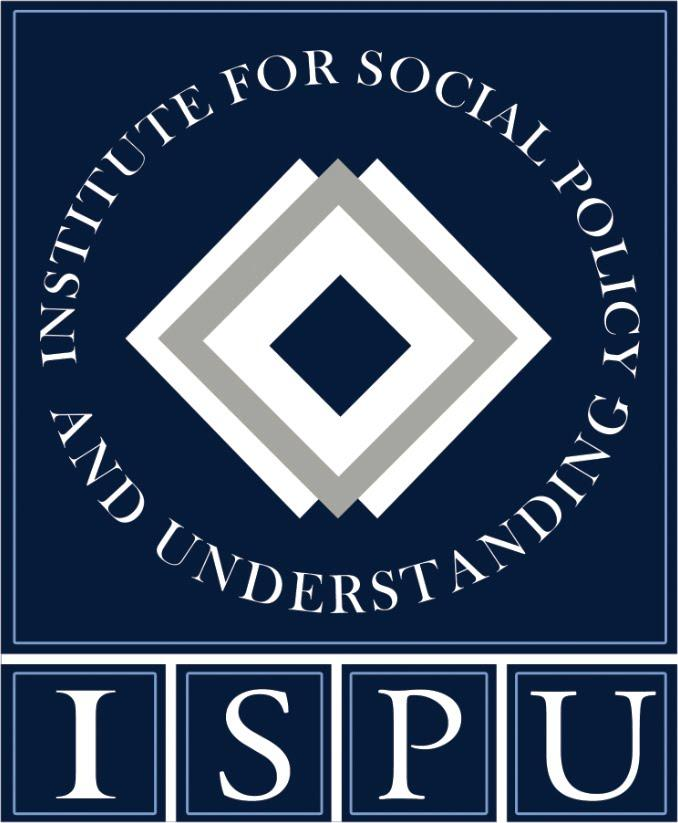 INSTITUTE FOR SOCIAL POLICY
AND UNDERSTANDING
ISPU